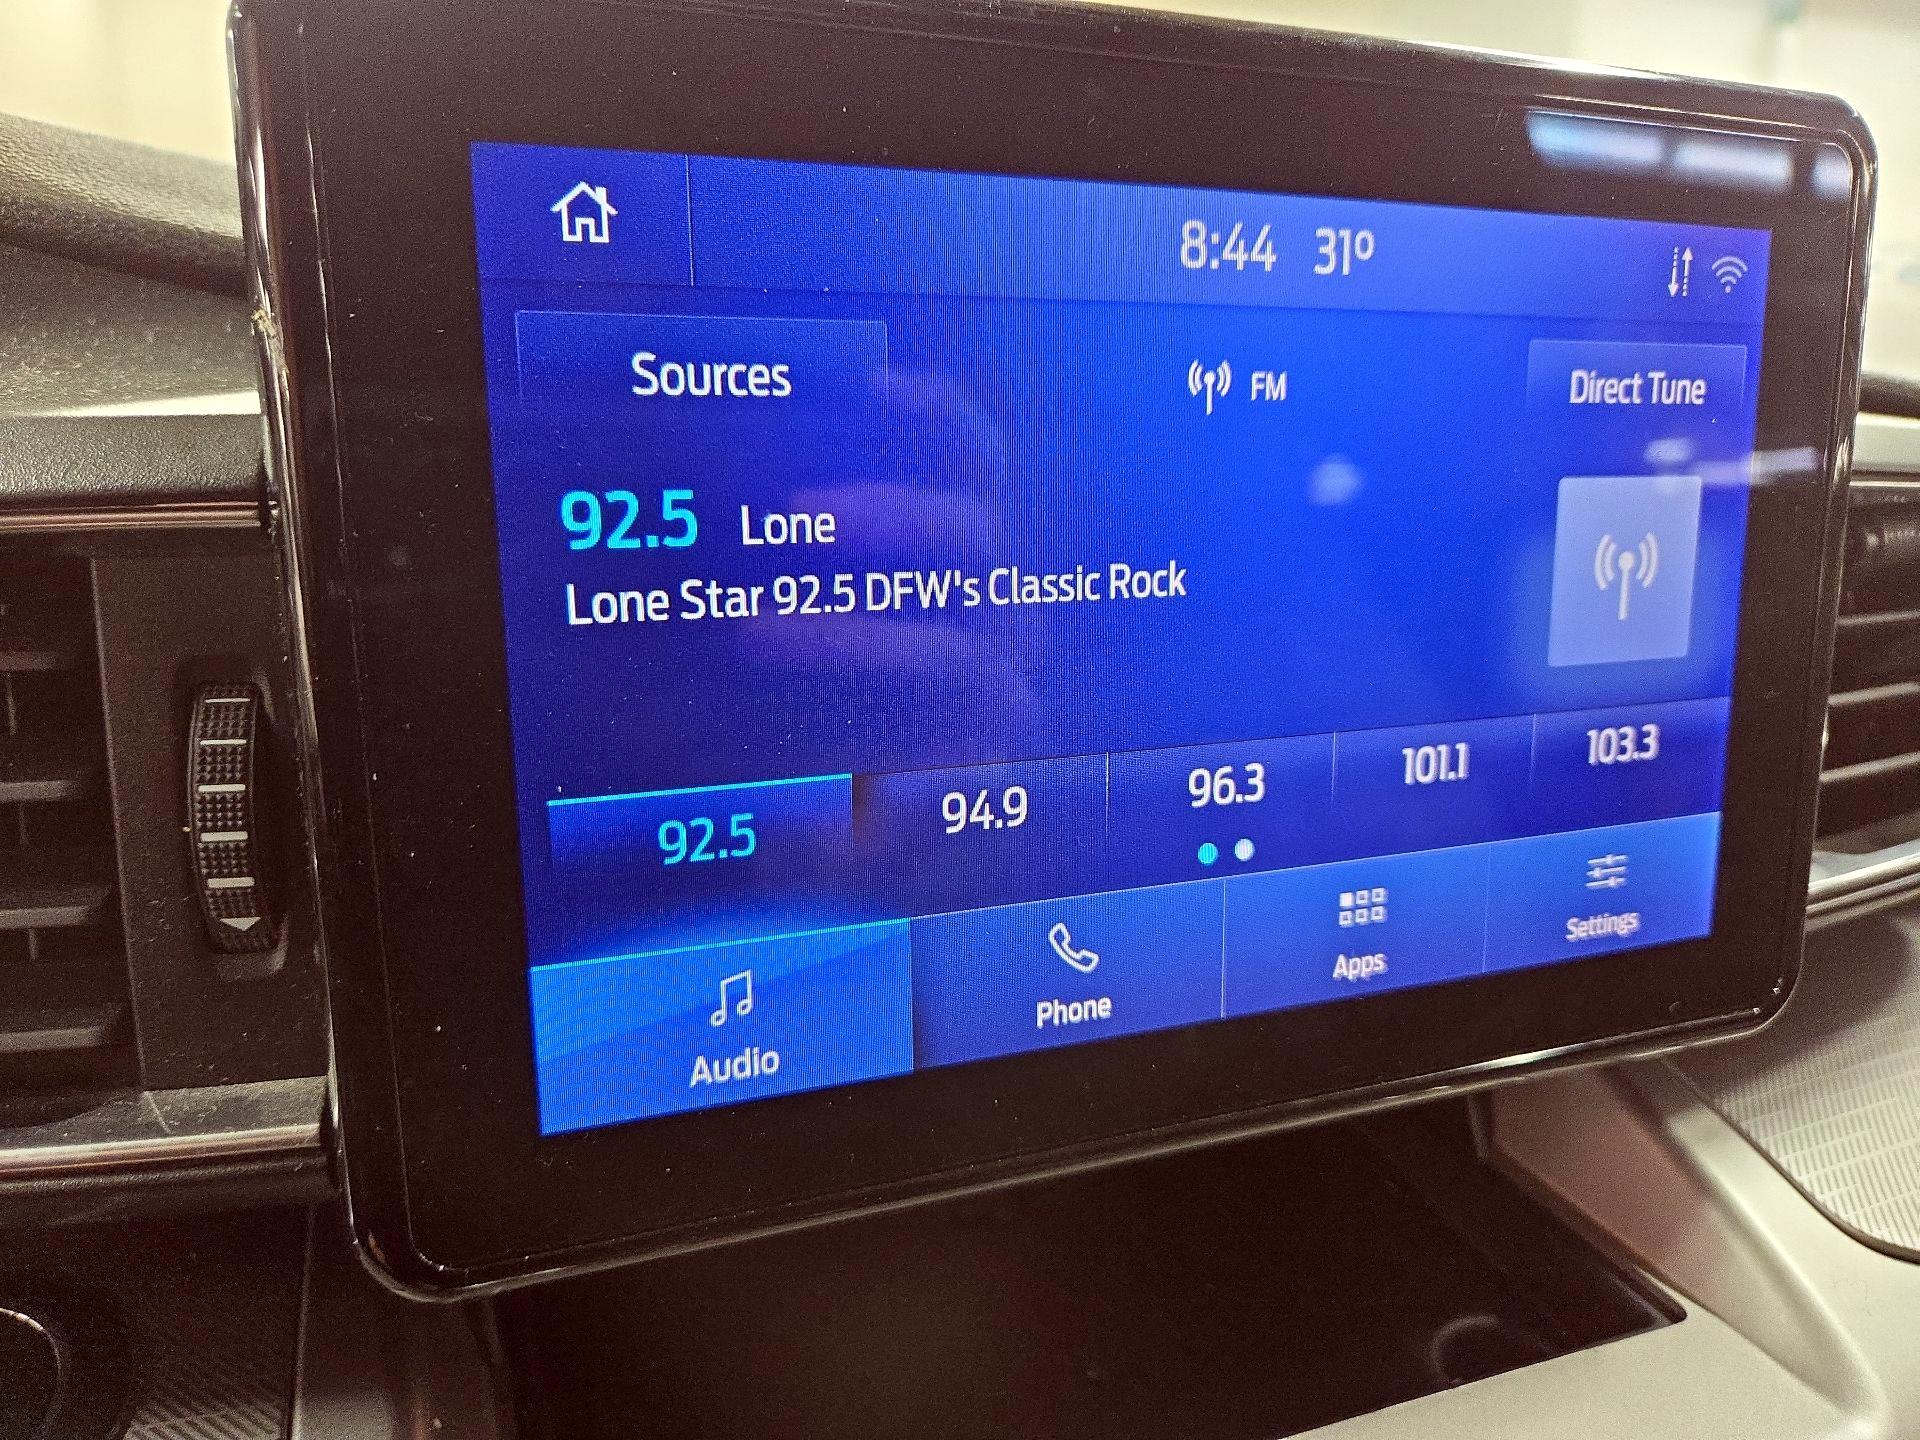 8:44 31°
Sources FM Direct Tune
92.5 Lone
Lone Star 92.5 DFW's Classic Rock
92.5 94.9 96.3 101.1 103.3
Audio Phone Apps Settings